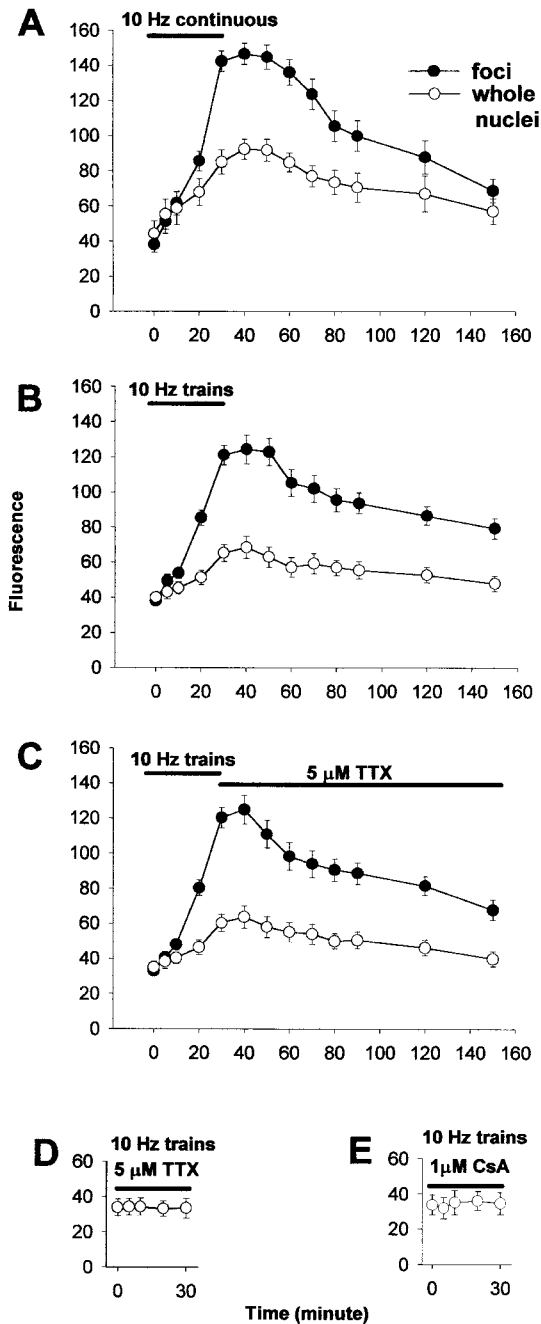 A
10 Hz continuous
160
140
120
100
80
60
40
20
0
foci
whole
nuclei
0 20 40 60 80 100 120 140 160
B
10 Hz trains
160
140
120
100
80
60
40
20
0
0 20 40 60 80 100 120 140 160
Fluorescence
C
10 Hz trains
5 μM TTX
160
140
120
100
80
60
40
20
0
0 20 40 60 80 100 120 140 160
D
10 Hz trains
5 μM TTX
60
40
20
0
0 30
E
10 Hz trains
1μM CsA
60
40
20
0
0 30
Time (minute)